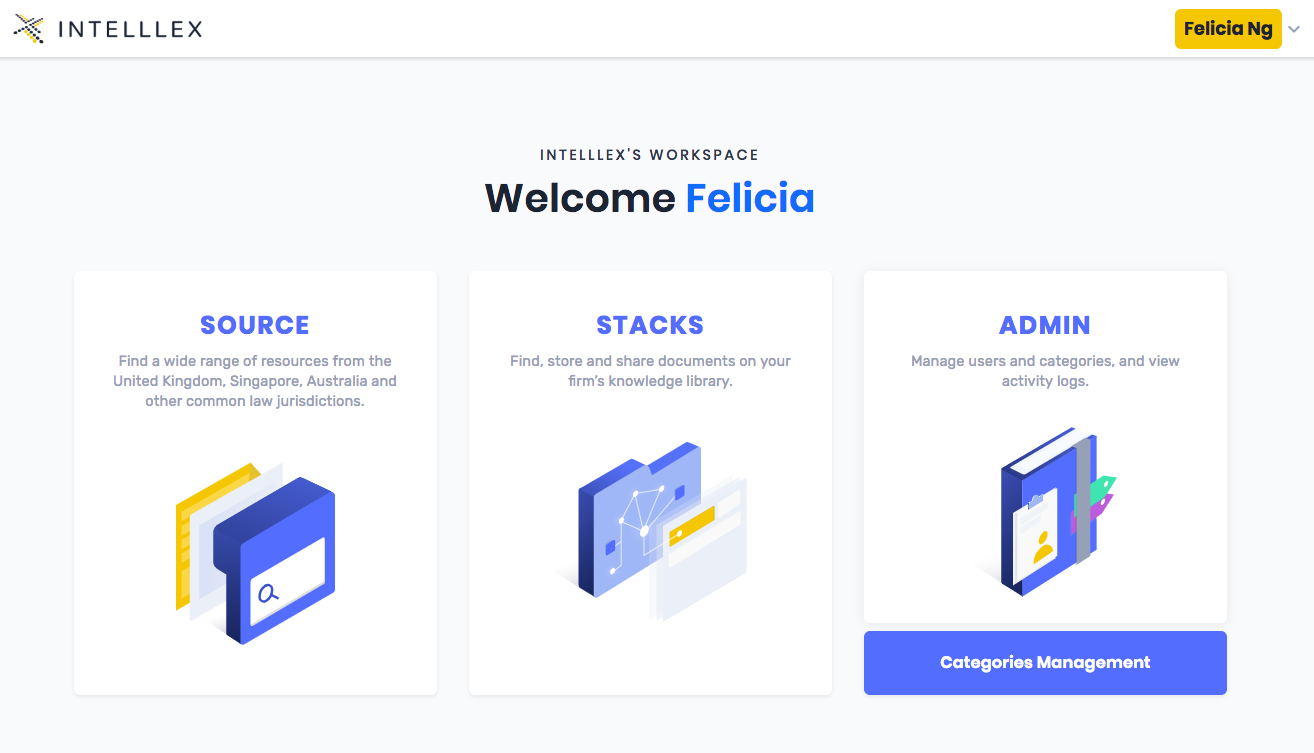 INTELLLEX
Felicia Ng
INTELLLEX'S WORKSPACE
Welcome Felicia
SOURCE
Find a wide range of resources from the
United Kingdom, Singapore, Australia and
other common law jurisdictions.
STACKS
Find, store and share documents on your
firm's knowledge library.
ADMIN
Manage users and categories, and view
activity logs.
Categories Management